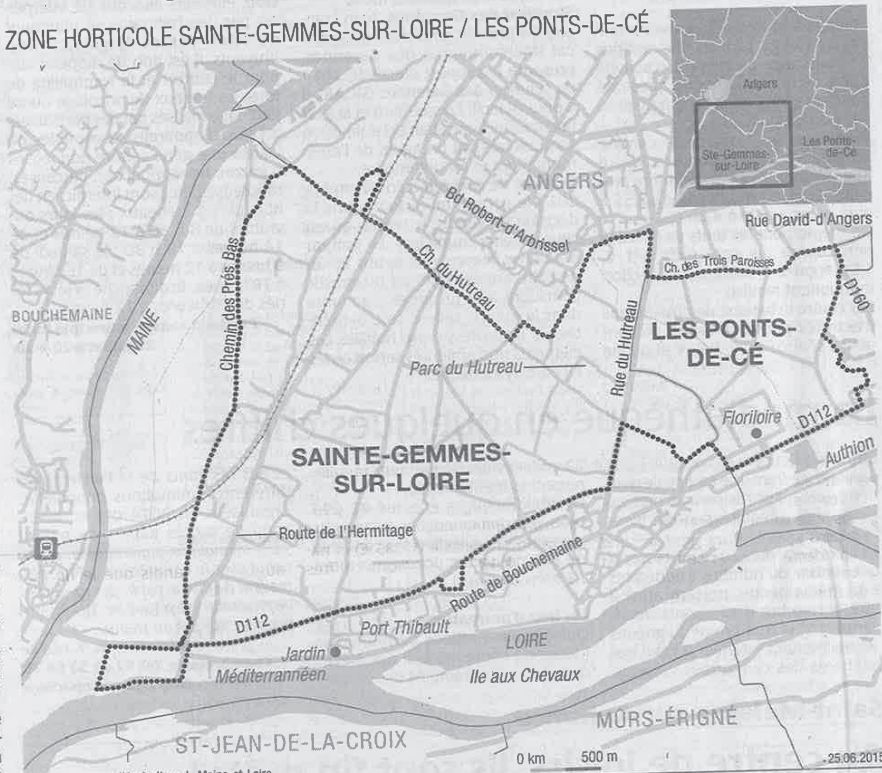 ZONE HORTICOLE SAINTE-GEMMES-SUR-LOIRE / LES PONTS-DE-CÉ
Angers
Ste-Gemmes-
sur-Loire
Les Ponts-
de-Cé
ANGERS
Bd Robert-d'Arbrissel
Rue David-d'Angers
Ch. des Trois Paroisses
D160
Ch. du Hutreau
Chemin des Prés Bas
BOUCHEMAINE
MAINE
Rue du Hutreau
LES PONTS-
DE-CÉ
Parc du Hutreau
Floriloire
D112
Authion
SAINTE-GEMMES-
SUR-LOIRE
Route de l'Hermitage
Route de Bouchemaine
D112
Port Thibault
LOIRE
Jardin
Méditerrannéen
Ile aux Chevaux
MÛRS-ÉRIGNÉ
ST-JEAN-DE-LA-CROIX
0 km 500 m
25.06.2015